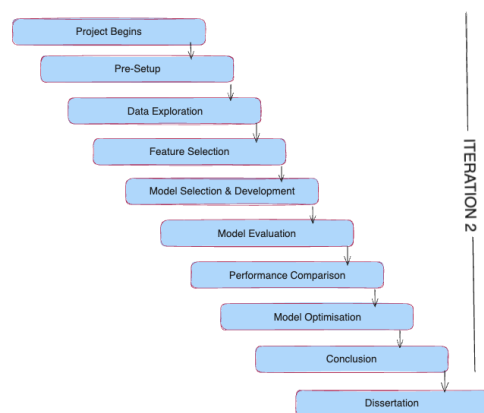 Project Begins
Pre-Setup
Data Exploration
Feature Selection
Model Selection & Development
Model Evaluation
Performance Comparison
Model Optimisation
Conclusion
Dissertation
ITERATION 2